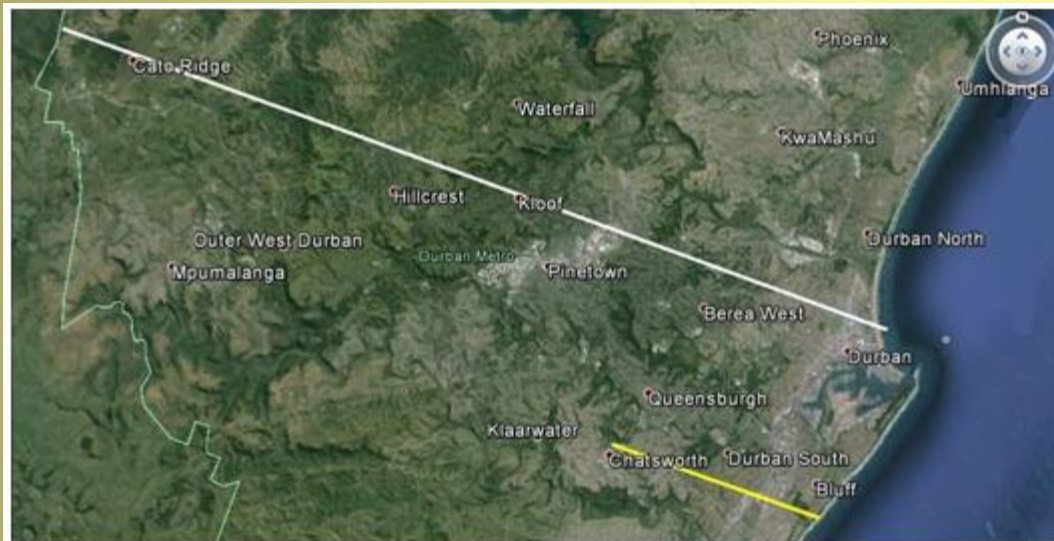 Phoenix
Cato Ridge
Umhlanga
Waterfall
KwaMashu
Hillcrest
Kloof
Outer West Durban
Durban North
Durban Metro
Mpumalanga
Pinetown
Berea West
Durban
Queensburgh
Klaarwater
Chatsworth
Durban South
Bluff